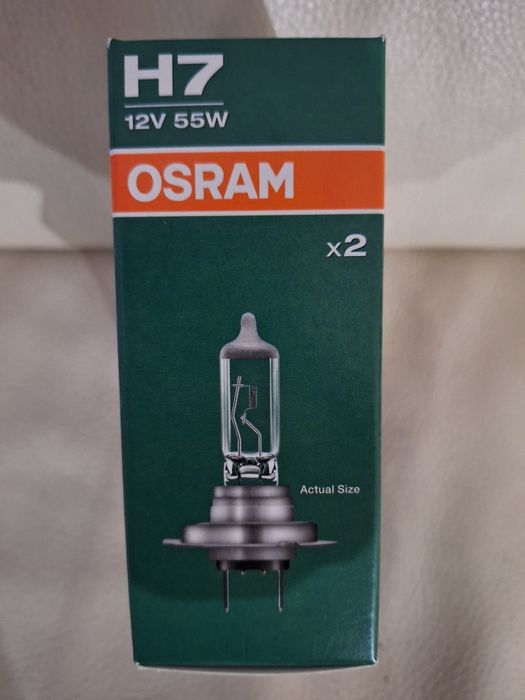 H7
12V 55W
OSRAM
x2
Actual Size